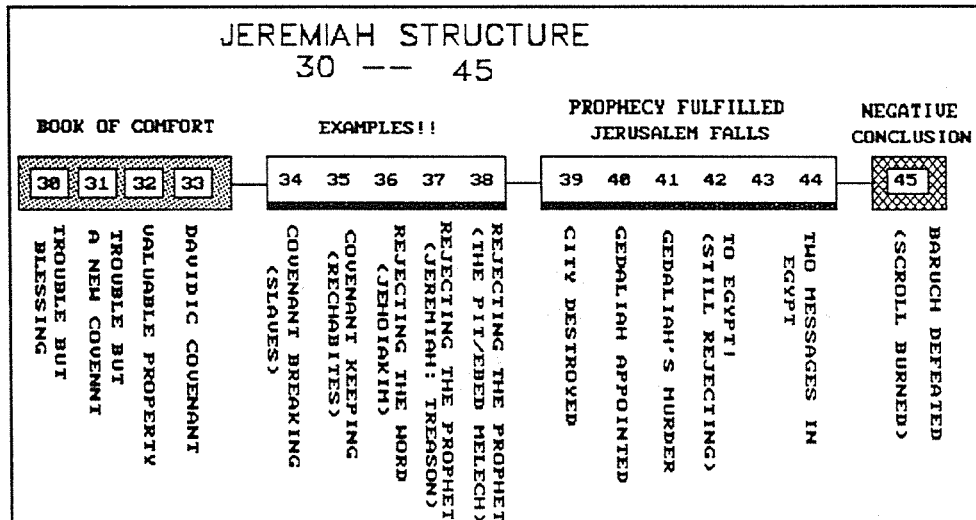 JEREMIAH STRUCTURE
30 -- 45
BOOK OF COMFORT
EXAMPLES!!
PROPHECY FULFILLED
JERUSALEM FALLS
NEGATIVE
CONCLUSION
30 31 32 33 34 35 36 37 38 39 40 41 42 43 44 45
TROUBLE BUT
BLESSING
TROUBLE BUT
A NEW COVENNT
VALUABLE PROPERTY
DAVIDIC COVENANT
COVENANT BREAKING
(SLAVES)
COVENANT KEEPING
(RECHABITES)
REJECTING THE WORD
(JEHOIAKIM)
REJECTING THE PROPHET
(JEREMIAH: TREASON)
REJECTING THE PROPHET
(THE PIT/EBED MELECH)
CITY DESTROYED
GEDALIAH APPOINTED
GEDALIAH'S MURDER
TO EGYPT!
(STILL REJECTING)
TWO MESSAGES IN
EGYPT
BARUCH DEFEATED
(SCROLL BURNED)